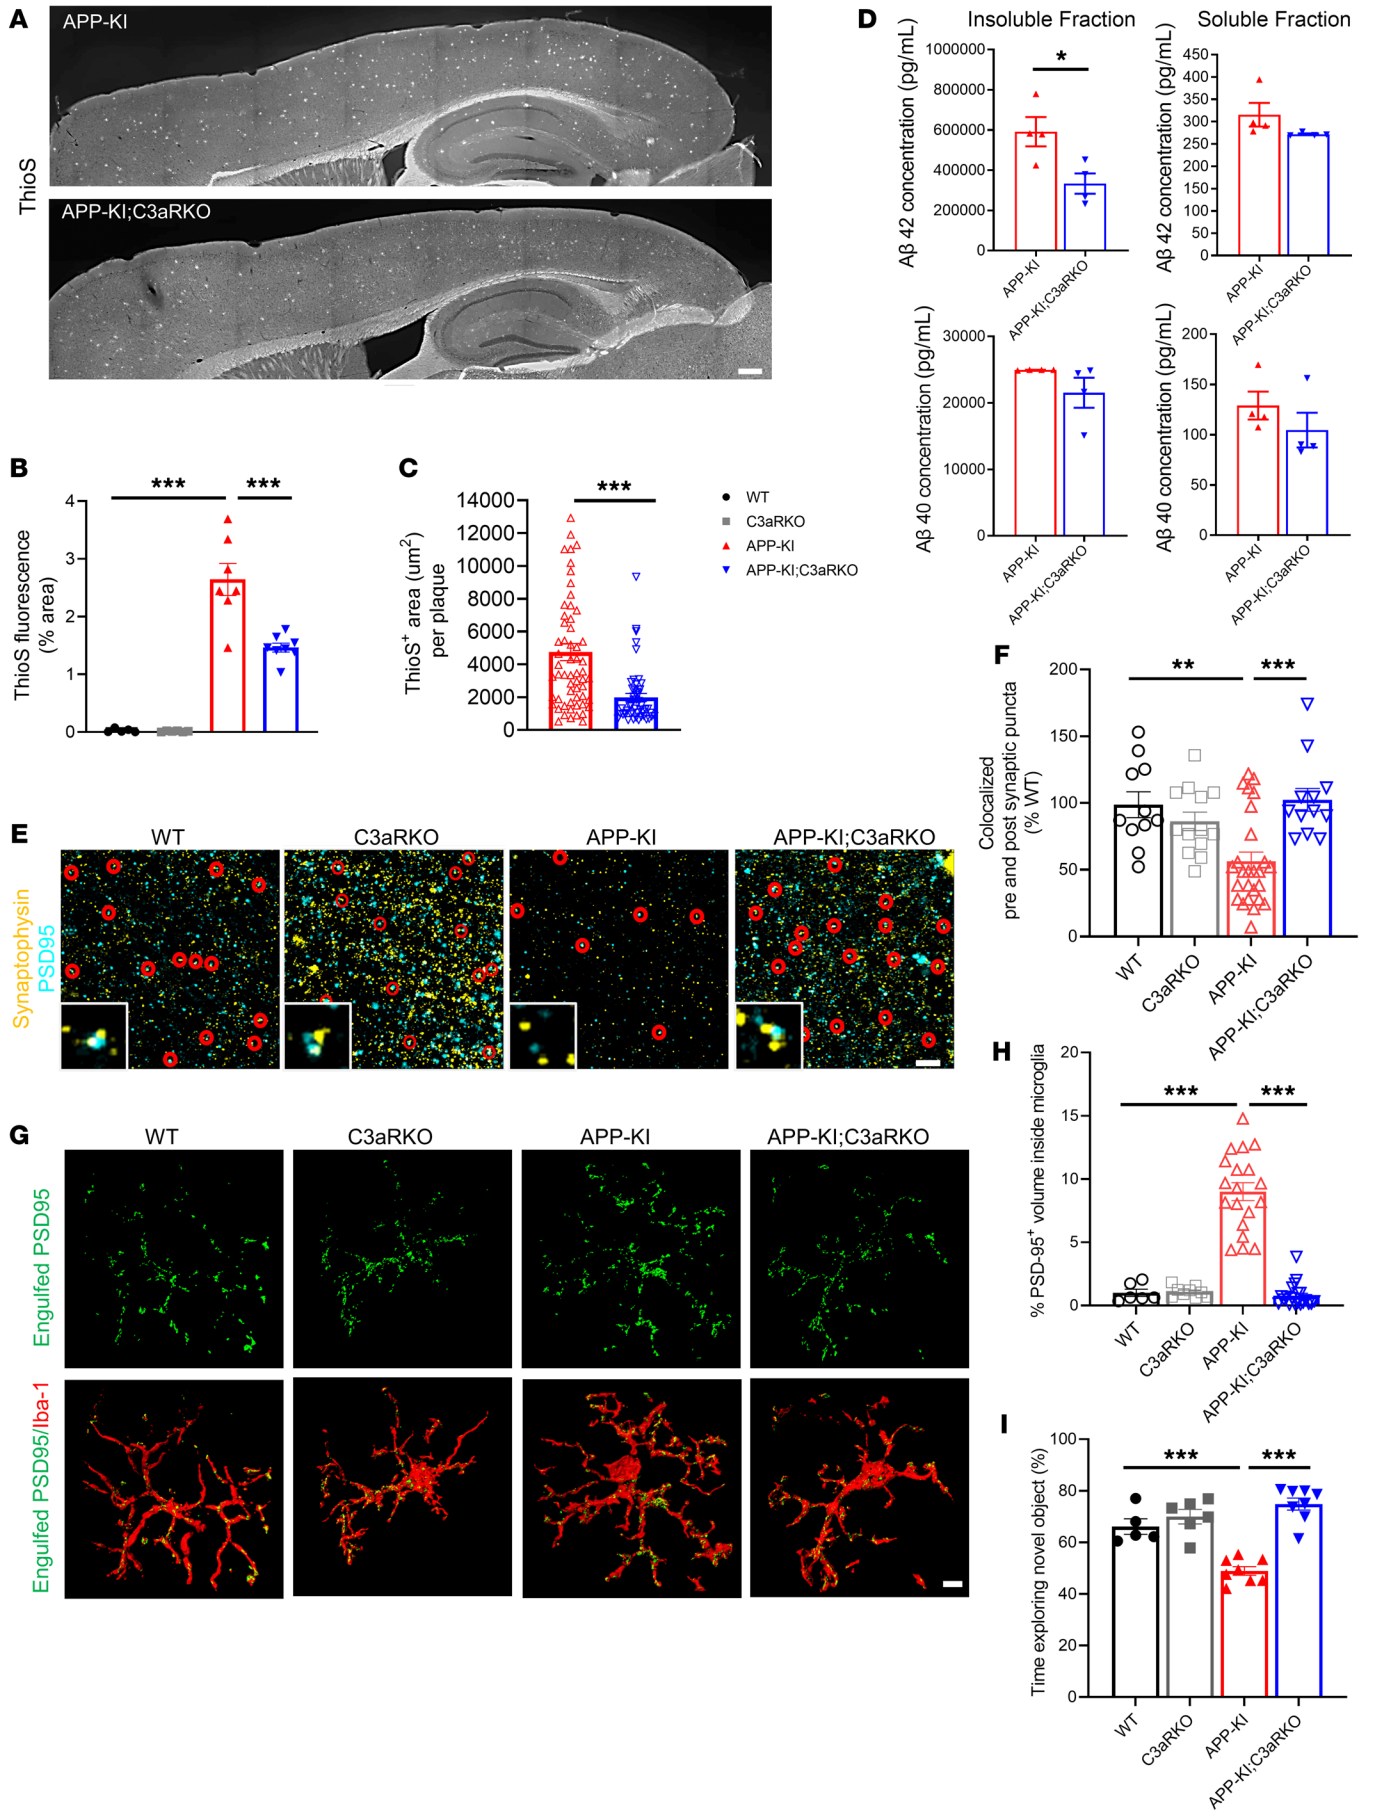 A
APP-KI
APP-KI;C3aRKO
ThioS
B
ThioS fluorescence
(% area)
4
3
2
1
0
***
***
C
ThioS+ area (um2)
per plaque
14000
12000
10000
8000
6000
4000
2000
0
***
WT
C3aRKO
APP-KI
APP-KI;C3aRKO
D
Insoluble Fraction
Soluble Fraction
Aβ 42 concentration (pg/mL)
1000000
800000
600000
400000
200000
0
*
APP-KI
APP-KI;C3aRKO
Aβ 42 concentration (pg/mL)
450
400
350
300
250
200
150
100
50
0
APP-KI
APP-KI;C3aRKO
Aβ 40 concentration (pg/mL)
30000
20000
10000
0
APP-KI
APP-KI;C3aRKO
Aβ 40 concentration (pg/mL)
200
150
100
50
0
APP-KI
APP-KI;C3aRKO
E
WT
C3aRKO
APP-KI
APP-KI;C3aRKO
Synaptophysin
PSD95
F
Colocalized
pre and post synaptic puncta
(% WT)
200
150
100
50
0
**
***
WT
C3aRKO
APP-KI
APP-KI;C3aRKO
G
WT
C3aRKO
APP-KI
APP-KI;C3aRKO
Engulfed PSD95
Engulfed PSD95/Iba-1
H
% PSD-95+ volume inside microglia
20
15
10
5
0
***
***
WT
C3aRKO
APP-KI
APP-KI;C3aRKO
I
Time exploring novel object (%)
100
80
60
40
20
0
***
***
WT
C3aRKO
APP-KI
APP-KI;C3aRKO